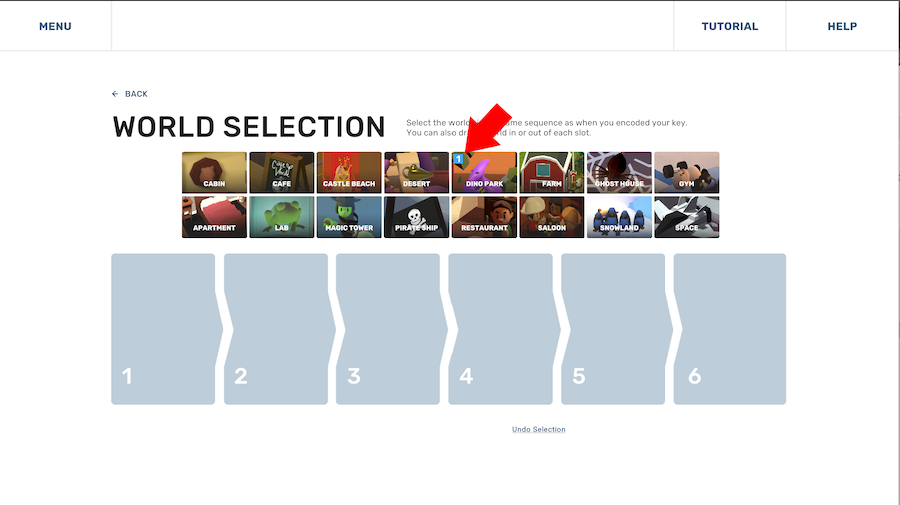 MENU
TUTORIAL
HELP
← BACK
WORLD SELECTION
Select the world
ame sequence as when you encoded your key.
You can also dr
in or out of each slot.
CABIN
CAFE
CASTLE BEACH
DESERT
1
DINO PARK
FARM
GHOST HOUSE
GYM
APARTMENT
LAB
MAGIC TOWER
PIRATE SHIP
RESTAURANT
SALOON
SNOWLAND
SPACE
1
2
3
4
5
6
Undo Selection